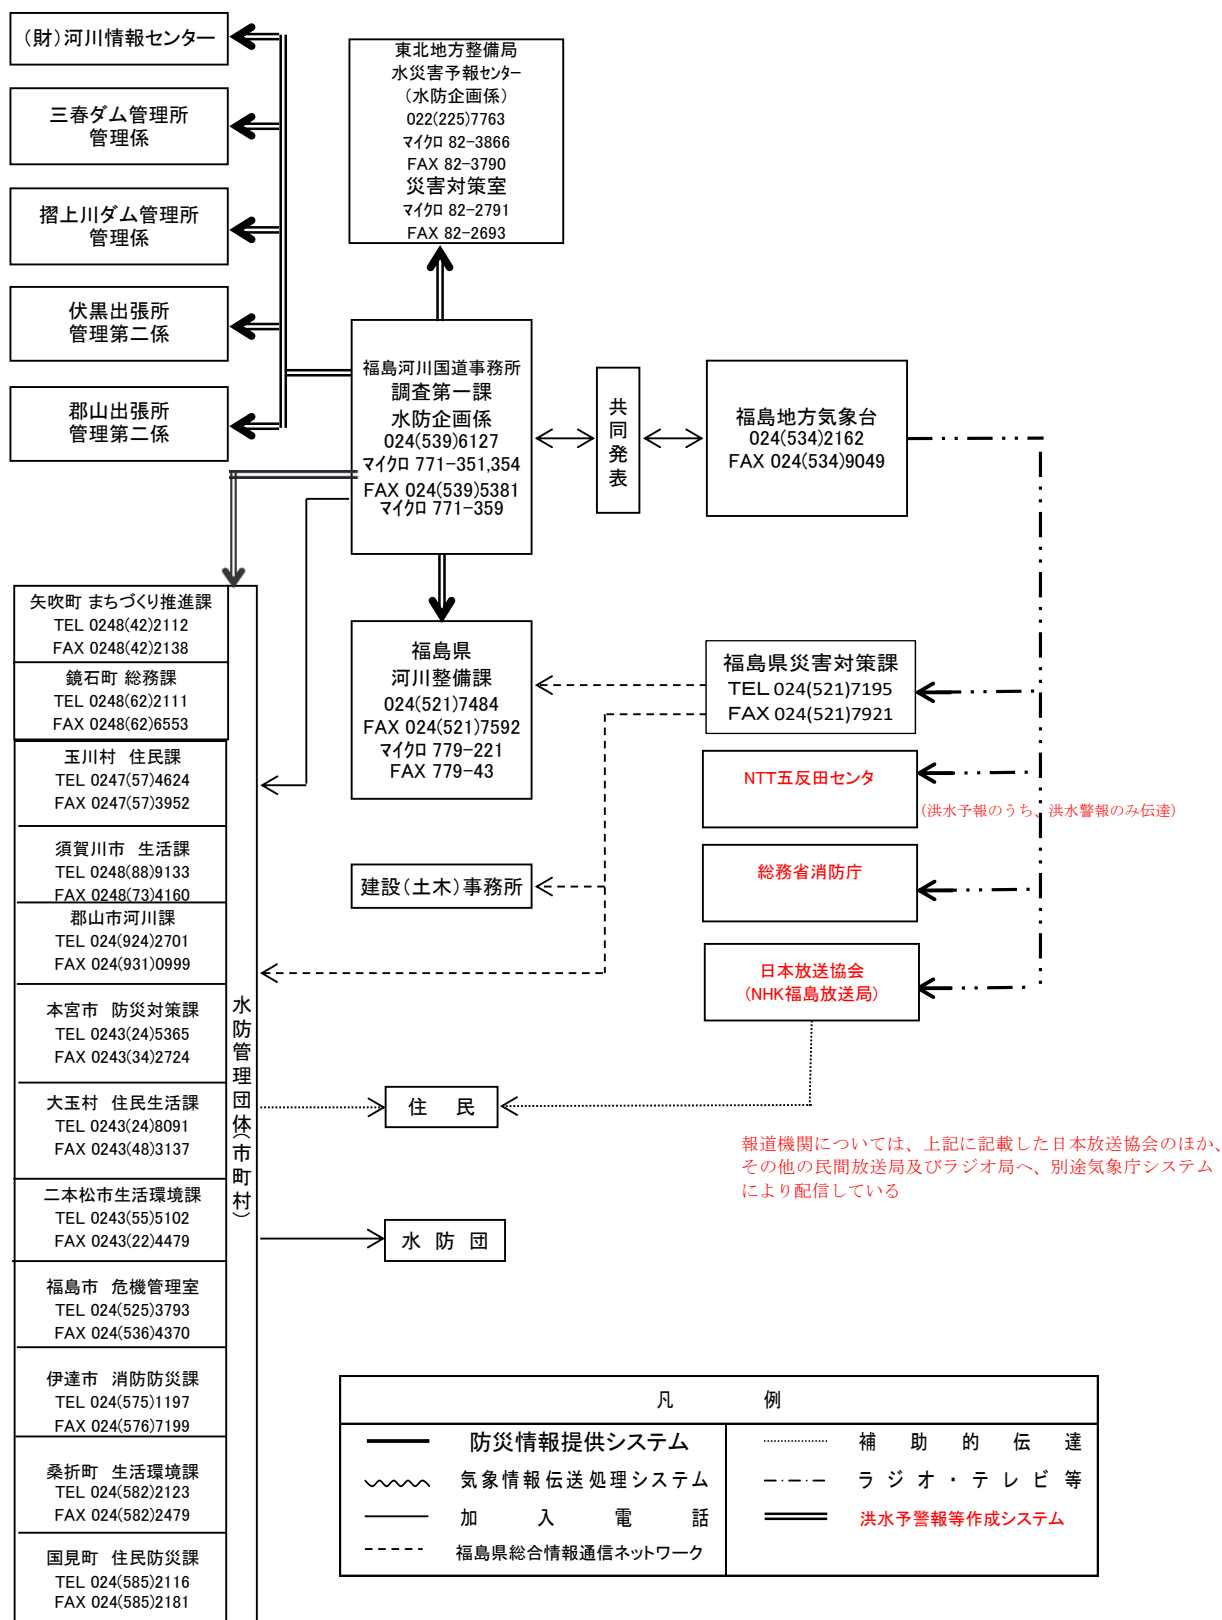 (財)河川情報センター
三春ダム管理所
管理係
摺上川ダム管理所
管理係
伏黒出張所
管理第二係
郡山出張所
管理第二係
東北地方整備局
水災害予報センター
(水防企画係)
022(225)7763
マイクロ 82-3866
FAX 82-3790
災害対策室
マイクロ 82-2791
FAX 82-2693
福島河川国道事務所
調査第一課
水防企画係
024(539)6127
マイクロ 771-351,354
FAX 024(539)5381
マイクロ 771-359
共同発表
福島地方気象台
024(534)2162
FAX 024(534)9049
福島県
河川整備課
024(521)7484
FAX 024(521)7592
マイクロ 779-221
FAX 779-43
福島県災害対策課
TEL 024(521)7195
FAX 024(521)7921
NTT五反田センタ
(洪水予報のうち、洪水警報のみ伝達)
建設(土木)事務所
総務省消防庁
日本放送協会
(NHK福島放送局)
矢吹町 まちづくり推進課
TEL 0248(42)2112
FAX 0248(42)2138
鏡石町 総務課
TEL 0248(62)2111
FAX 0248(62)6553
玉川村 住民課
TEL 0247(57)4624
FAX 0247(57)3952
須賀川市 生活課
TEL 0248(88)9133
FAX 0248(73)4160
郡山市河川課
TEL 024(924)2701
FAX 024(931)0999
本宮市 防災対策課
TEL 0243(24)5365
FAX 0243(34)2724
大玉村 住民生活課
TEL 0243(24)8091
FAX 0243(48)3137
二本松市生活環境課
TEL 0243(55)5102
FAX 0243(22)4479
福島市 危機管理室
TEL 024(525)3793
FAX 024(536)4370
伊達市 消防防災課
TEL 024(575)1197
FAX 024(576)7199
桑折町 生活環境課
TEL 024(582)2123
FAX 024(582)2479
国見町 住民防災課
TEL 024(585)2116
FAX 024(585)2181
水防管理団体(市町村)
住 民
水 防 団
報道機関については、上記に記載した日本放送協会のほか、
その他の民間放送局及びラジオ局へ、別途気象庁システム
により配信している
凡 例
防災情報提供システム
気象情報伝送処理システム
加 入 電 話
福島県総合情報通信ネットワーク
補 助 的 伝 達
ラ ジ オ ・ テ レ ビ 等
洪水予警報等作成システム